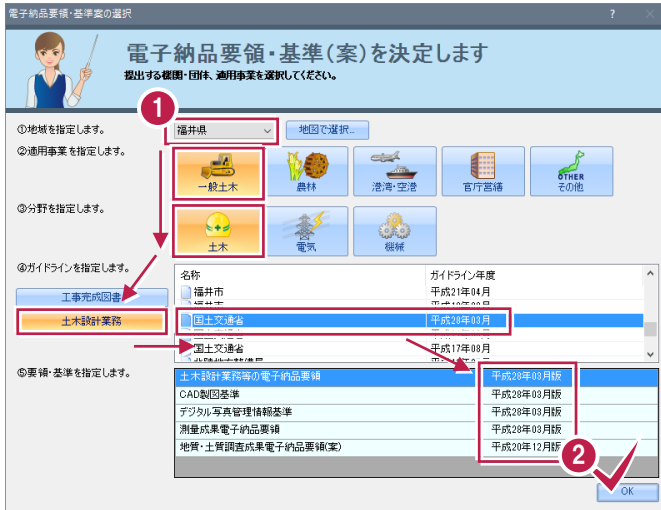 電子納品要領・基準案の選択
電子納品要領・基準(案)を決定します
提出する機関・団体、適用事業を選択してください。
1
①地域を指定します。
福井県
地図で選択...
②適用事業を指定します。
一般土木
農林
港湾・空港
官庁営繕
OTHER
その他
③分野を指定します。
土木
電気
機械
④ガイドラインを指定します。
工事完成図書
土木設計業務
名称 ガイドライン年度
福井市 平成21年04月
国土交通省 平成28年03月
国土交通省 平成17年08月
⑤要領・基準を指定します。
土木設計業務等の電子納品要領 平成28年03月版
CAD製図基準 平成28年03月版
デジタル写真管理情報基準 平成28年03月版
測量成果電子納品要領 平成28年03月版
地質・土質調査成果電子納品要領(案) 平成20年12月版
2
OK